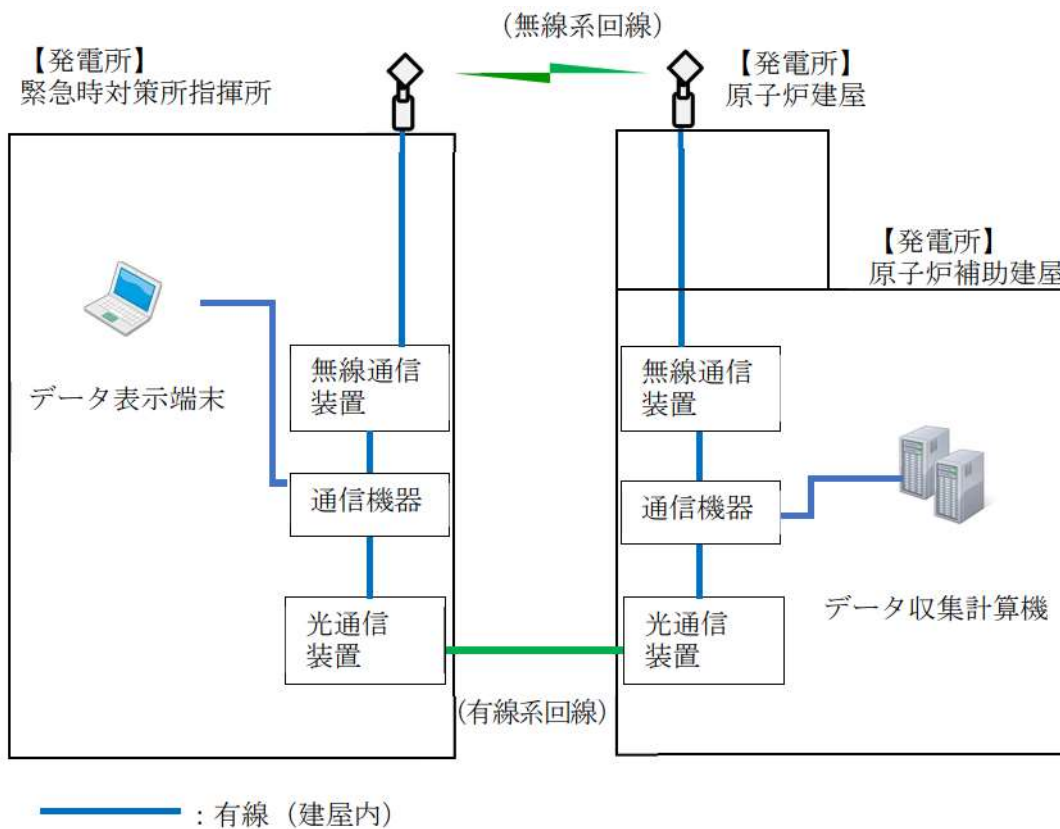 (無線系回線)
【発電所】
緊急時対策所指揮所
【発電所】
原子炉建屋
【発電所】
原子炉補助建屋
データ表示端末
無線通信
装置
通信機器
光通信
装置
無線通信
装置
通信機器
光通信
装置
データ収集計算機
(有線系回線)
:有線(建屋内)